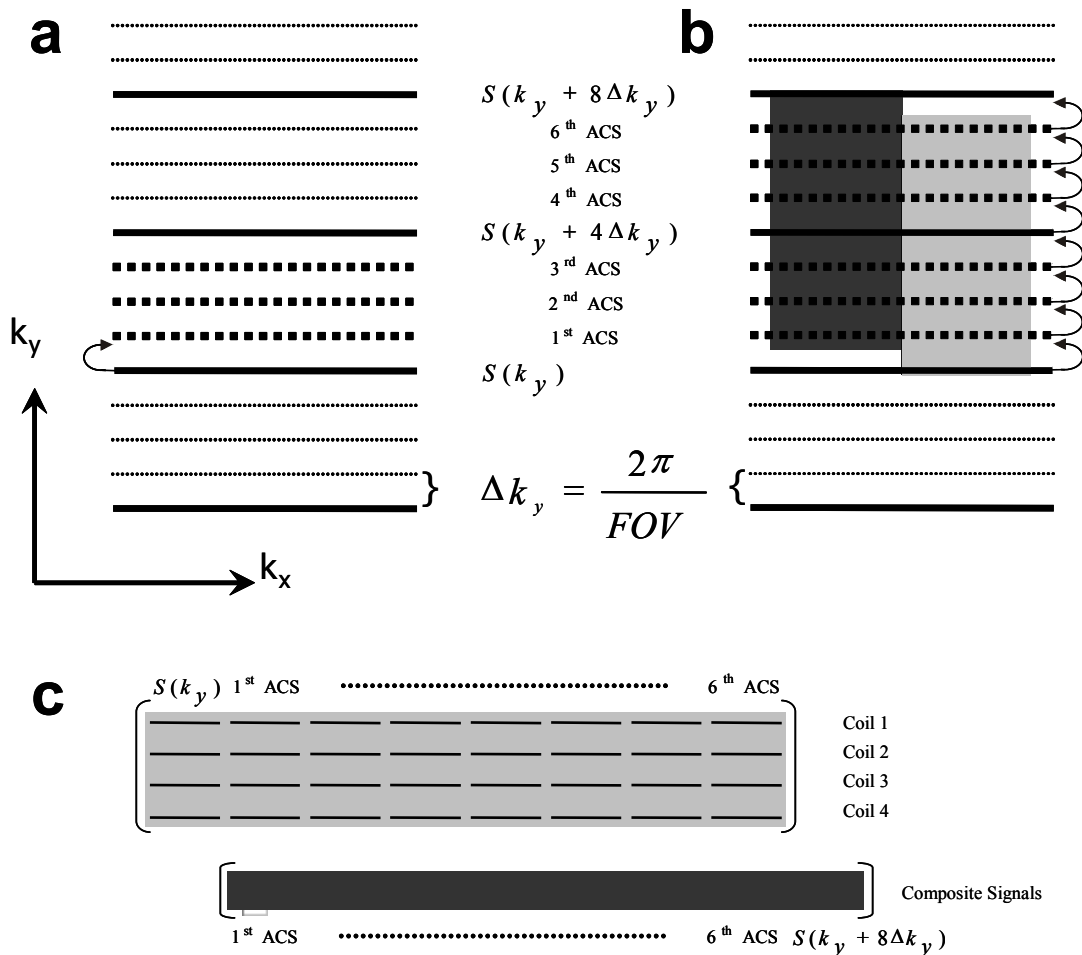 a
b
S(k_y + 8Δk_y)
6th ACS
5th ACS
4th ACS
S(k_y + 4Δk_y)
3rd ACS
2nd ACS
1st ACS
S(k_y)
k_y
} Δk_y = 2π / FOV {
k_x
c
S(k_y) 1st ACS 6th ACS
Coil 1
Coil 2
Coil 3
Coil 4
Composite Signals
1st ACS 6th ACS S(k_y + 8Δk_y)